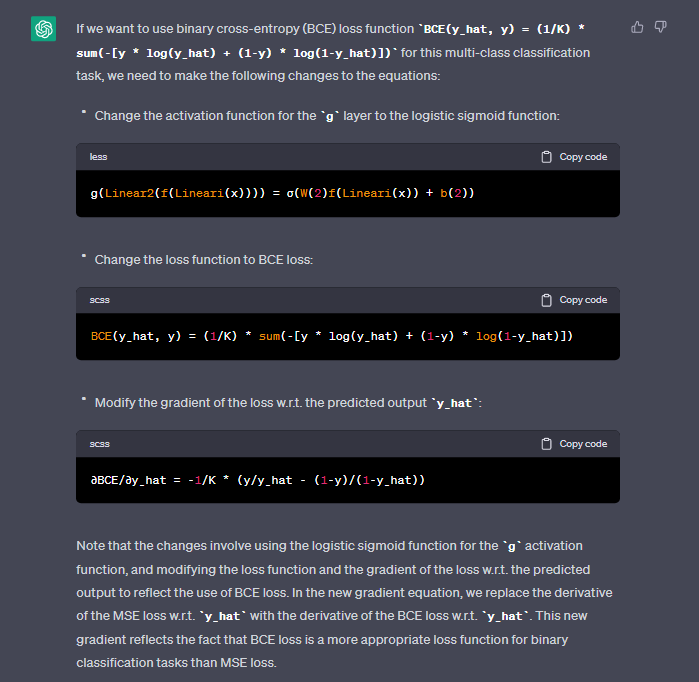 If we want to use binary cross-entropy (BCE) loss function `BCE(y_hat, y) = (1/K) *
sum(-[y * log(y_hat) + (1-y) * log(1-y_hat)])` for this multi-class classification
task, we need to make the following changes to the equations:
• Change the activation function for the `g` layer to the logistic sigmoid function:
less Copy code
g(Linear2(f(Lineari(x)))) = σ(W(2)f(Lineari(x)) + b(2))
• Change the loss function to BCE loss:
scss Copy code
BCE(y_hat, y) = (1/K) * sum(-[y * log(y_hat) + (1-y) * log(1-y_hat)])
• Modify the gradient of the loss w.r.t. the predicted output `y_hat`:
scss Copy code
∂BCE/∂y_hat = -1/K * (y/y_hat - (1-y)/(1-y_hat))
Note that the changes involve using the logistic sigmoid function for the `g` activation
function, and modifying the loss function and the gradient of the loss w.r.t. the predicted
output to reflect the use of BCE loss. In the new gradient equation, we replace the derivative
of the MSE loss w.r.t. `y_hat` with the derivative of the BCE loss w.r.t. `y_hat`. This new
gradient reflects the fact that BCE loss is a more appropriate loss function for binary
classification tasks than MSE loss.